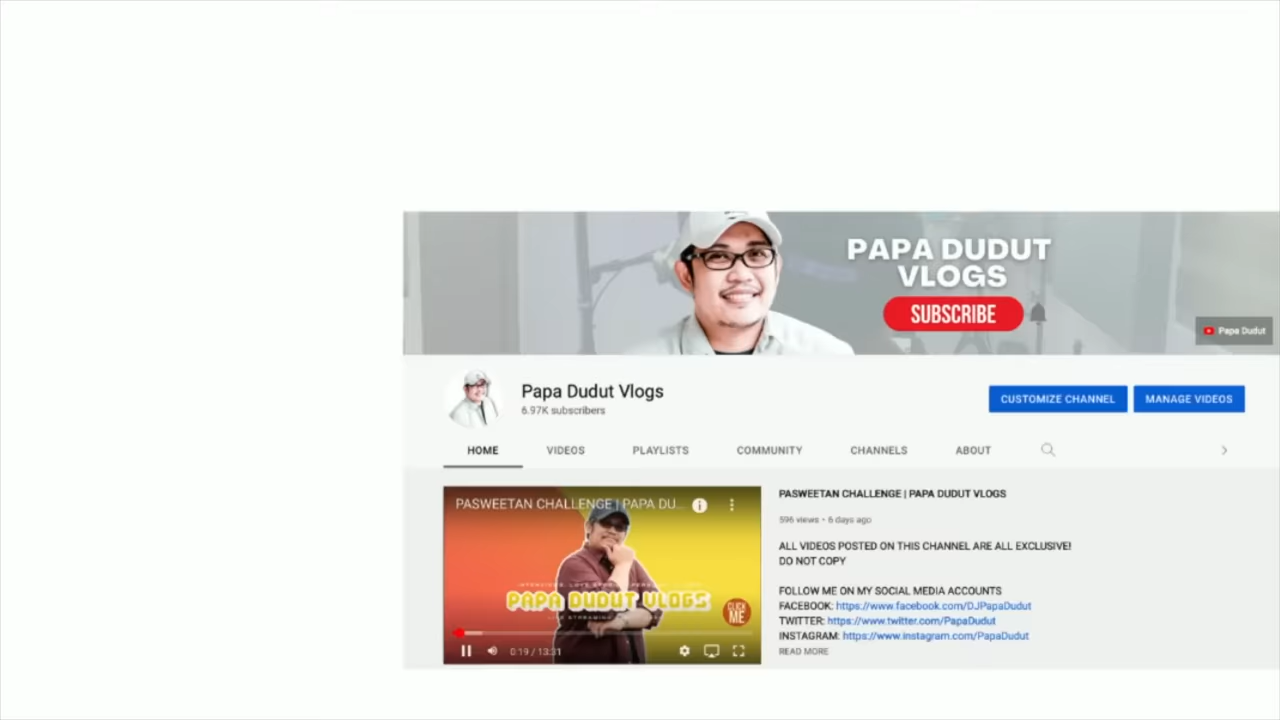 PAPA DUDUT
VLOGS
SUBSCRIBE
Papa Dudut
Papa Dudut Vlogs
6.97K subscribers
CUSTOMIZE CHANNEL
MANAGE VIDEOS
HOME VIDEOS PLAYLISTS COMMUNITY CHANNELS ABOUT
PASWEETAN CHALLENGE | PAPA DU...
PAPA DUDUT VLOGS
CLICK
ME
0:19 / 13:31
PASWEETAN CHALLENGE | PAPA DUDUT VLOGS
596 views • 6 days ago
ALL VIDEOS POSTED ON THIS CHANNEL ARE ALL EXCLUSIVE!
DO NOT COPY
FOLLOW ME ON MY SOCIAL MEDIA ACCOUNTS
FACEBOOK: https://www.facebook.com/DJPapaDudut
TWITTER: https://www.twitter.com/PapaDudut
INSTAGRAM: https://www.instagram.com/PapaDudut
READ MORE